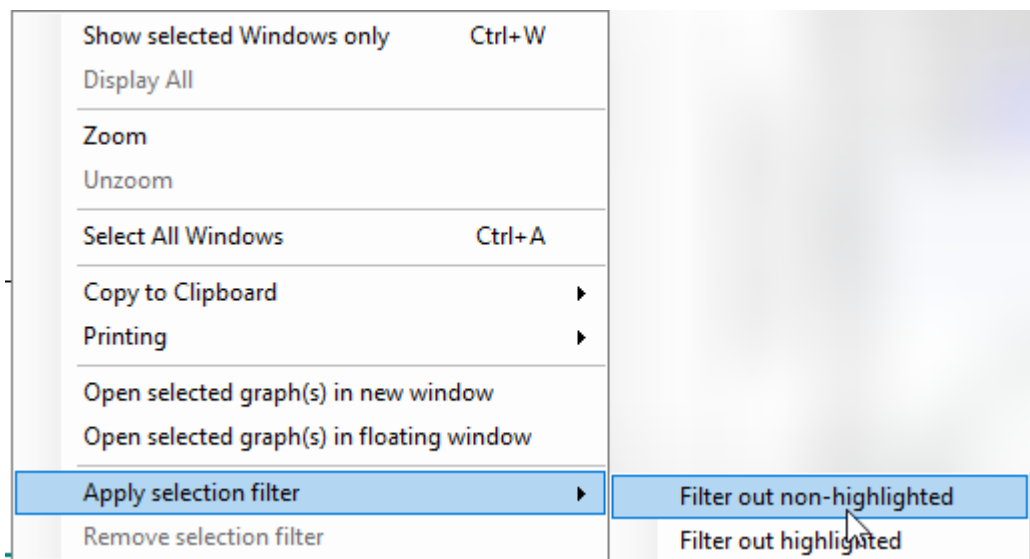 Show selected Windows only Ctrl+W
Display All
Zoom
Unzoom
Select All Windows Ctrl+A
Copy to Clipboard
Printing
Open selected graph(s) in new window
Open selected graph(s) in floating window
Apply selection filter
Filter out non-highlighted
Remove selection filter
Filter out highlighted